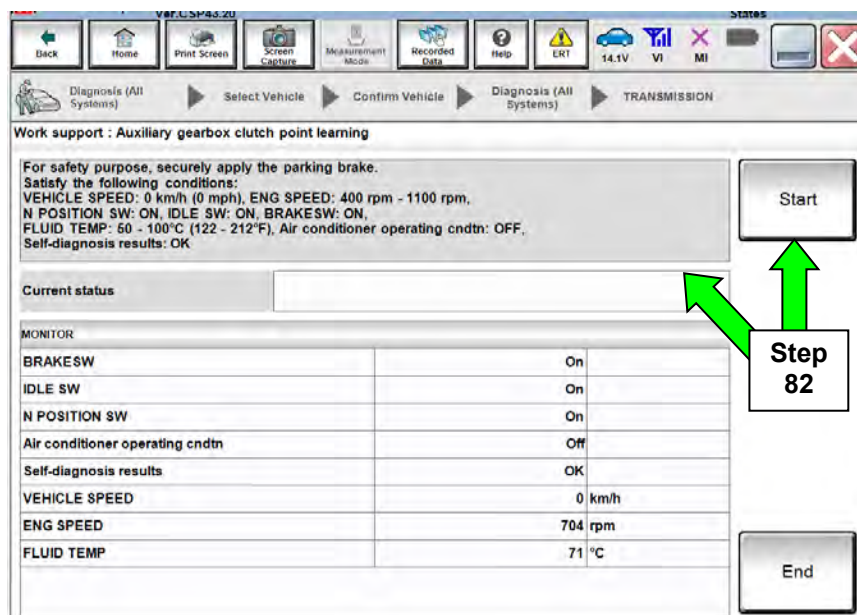 Ver.CSP43.20
States
Back
Home
Print Screen
Screen Capture
Measurement Mode
Recorded Data
Help
ERT
14.1V
VI
MI
Diagnosis (All Systems)
Select Vehicle
Confirm Vehicle
Diagnosis (All Systems)
TRANSMISSION
Work support : Auxiliary gearbox clutch point learning
For safety purpose, securely apply the parking brake.
Satisfy the following conditions:
VEHICLE SPEED: 0 km/h (0 mph), ENG SPEED: 400 rpm - 1100 rpm,
N POSITION SW: ON, IDLE SW: ON, BRAKESW: ON,
FLUID TEMP: 50 - 100°C (122 - 212°F), Air conditioner operating cndtn: OFF,
Self-diagnosis results: OK
Start
Current status
MONITOR
BRAKESW On
IDLE SW On
N POSITION SW On
Air conditioner operating cndtn Off
Self-diagnosis results OK
VEHICLE SPEED 0 km/h
ENG SPEED 704 rpm
FLUID TEMP 71 °C
Step
82
End